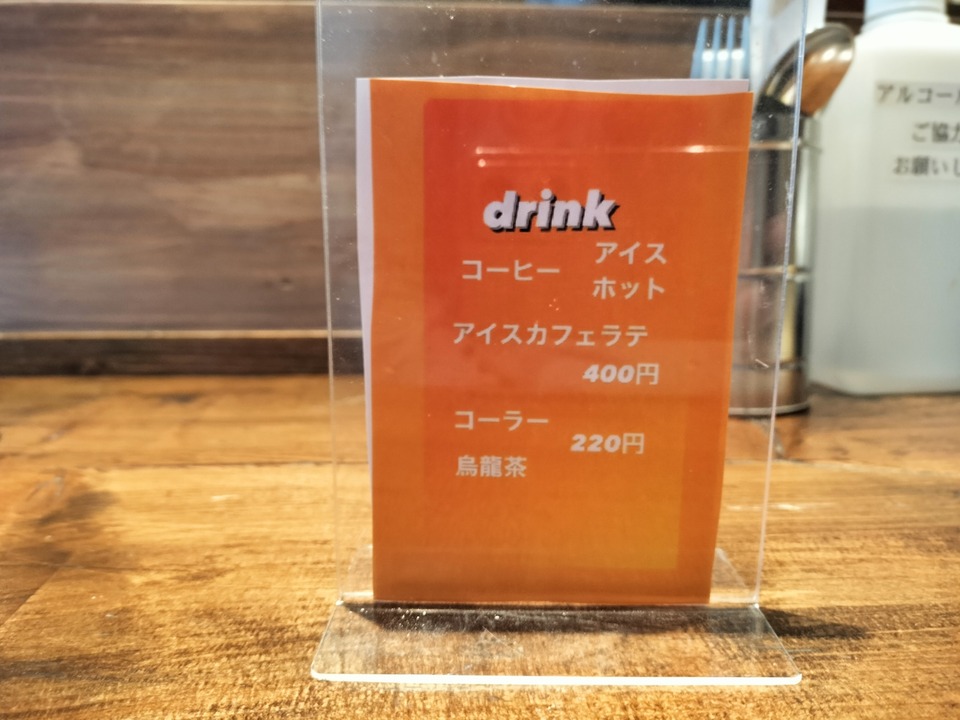 drink
コーヒー アイス
ホット
アイスカフェラテ
400円
コーラー
220円
烏龍茶
アルコー
ご協力
お願いし